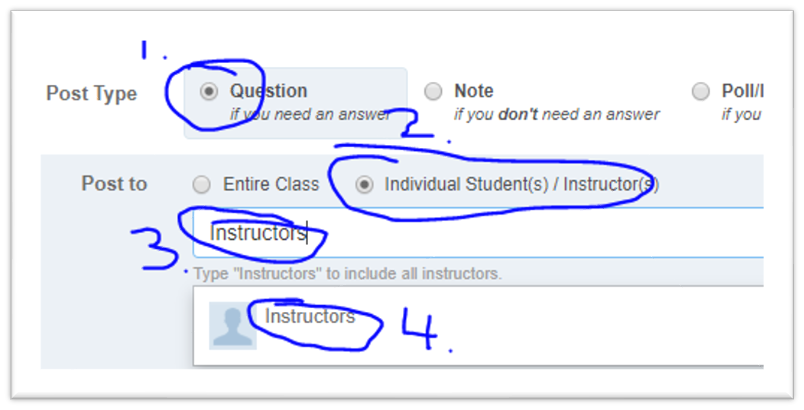 1.
Post Type Question Note Poll/I
if you need an answer if you don't need an answer if you
2.
Post to Entire Class Individual Student(s) / Instructor(s)
3. Instructors
Type "Instructors" to include all instructors.
Instructors 4.